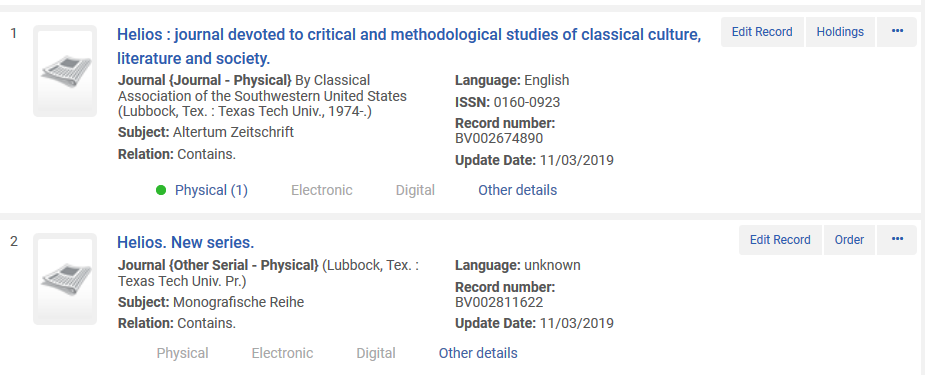 1
Helios : journal devoted to critical and methodological studies of classical culture,
literature and society.
Edit Record
Holdings
...
Journal {Journal - Physical} By Classical
Association of the Southwestern United States
(Lubbock, Tex. : Texas Tech Univ., 1974-.)
Subject: Altertum Zeitschrift
Relation: Contains.
Language: English
ISSN: 0160-0923
Record number:
BV002674890
Update Date: 11/03/2019
Physical (1) Electronic Digital Other details
2
Helios. New series.
Edit Record
Order
...
Journal {Other Serial - Physical} (Lubbock, Tex. :
Texas Tech Univ. Pr.)
Subject: Monografische Reihe
Relation: Contains.
Language: unknown
Record number:
BV002811622
Update Date: 11/03/2019
Physical Electronic Digital Other details